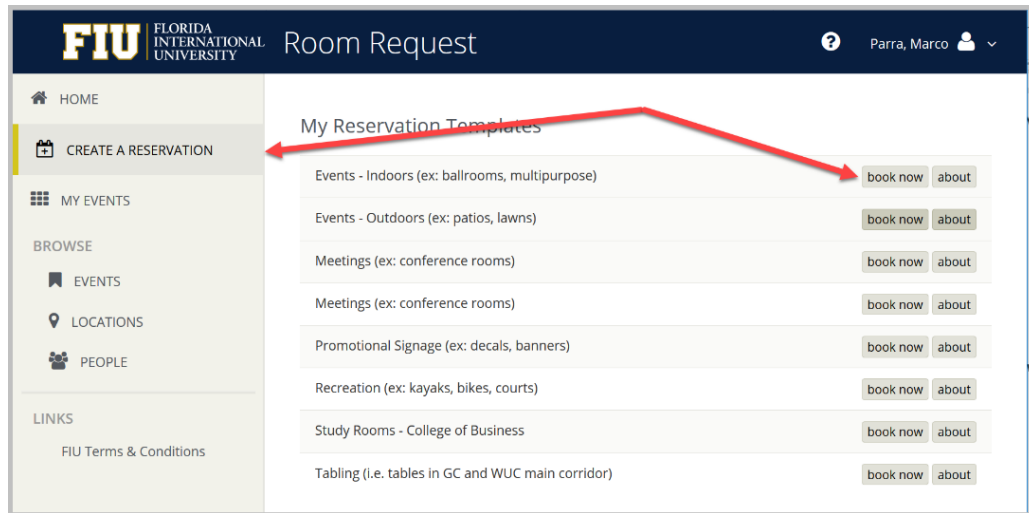 FIU
FLORIDA
INTERNATIONAL
UNIVERSITY
Room Request
?
Parra, Marco
HOME
CREATE A RESERVATION
MY EVENTS
BROWSE
EVENTS
LOCATIONS
PEOPLE
LINKS
FIU Terms & Conditions
My Reservation Templates
Events - Indoors (ex: ballrooms, multipurpose) book now about
Events - Outdoors (ex: patios, lawns) book now about
Meetings (ex: conference rooms) book now about
Meetings (ex: conference rooms) book now about
Promotional Signage (ex: decals, banners) book now about
Recreation (ex: kayaks, bikes, courts) book now about
Study Rooms - College of Business book now about
Tabling (i.e. tables in GC and WUC main corridor) book now about